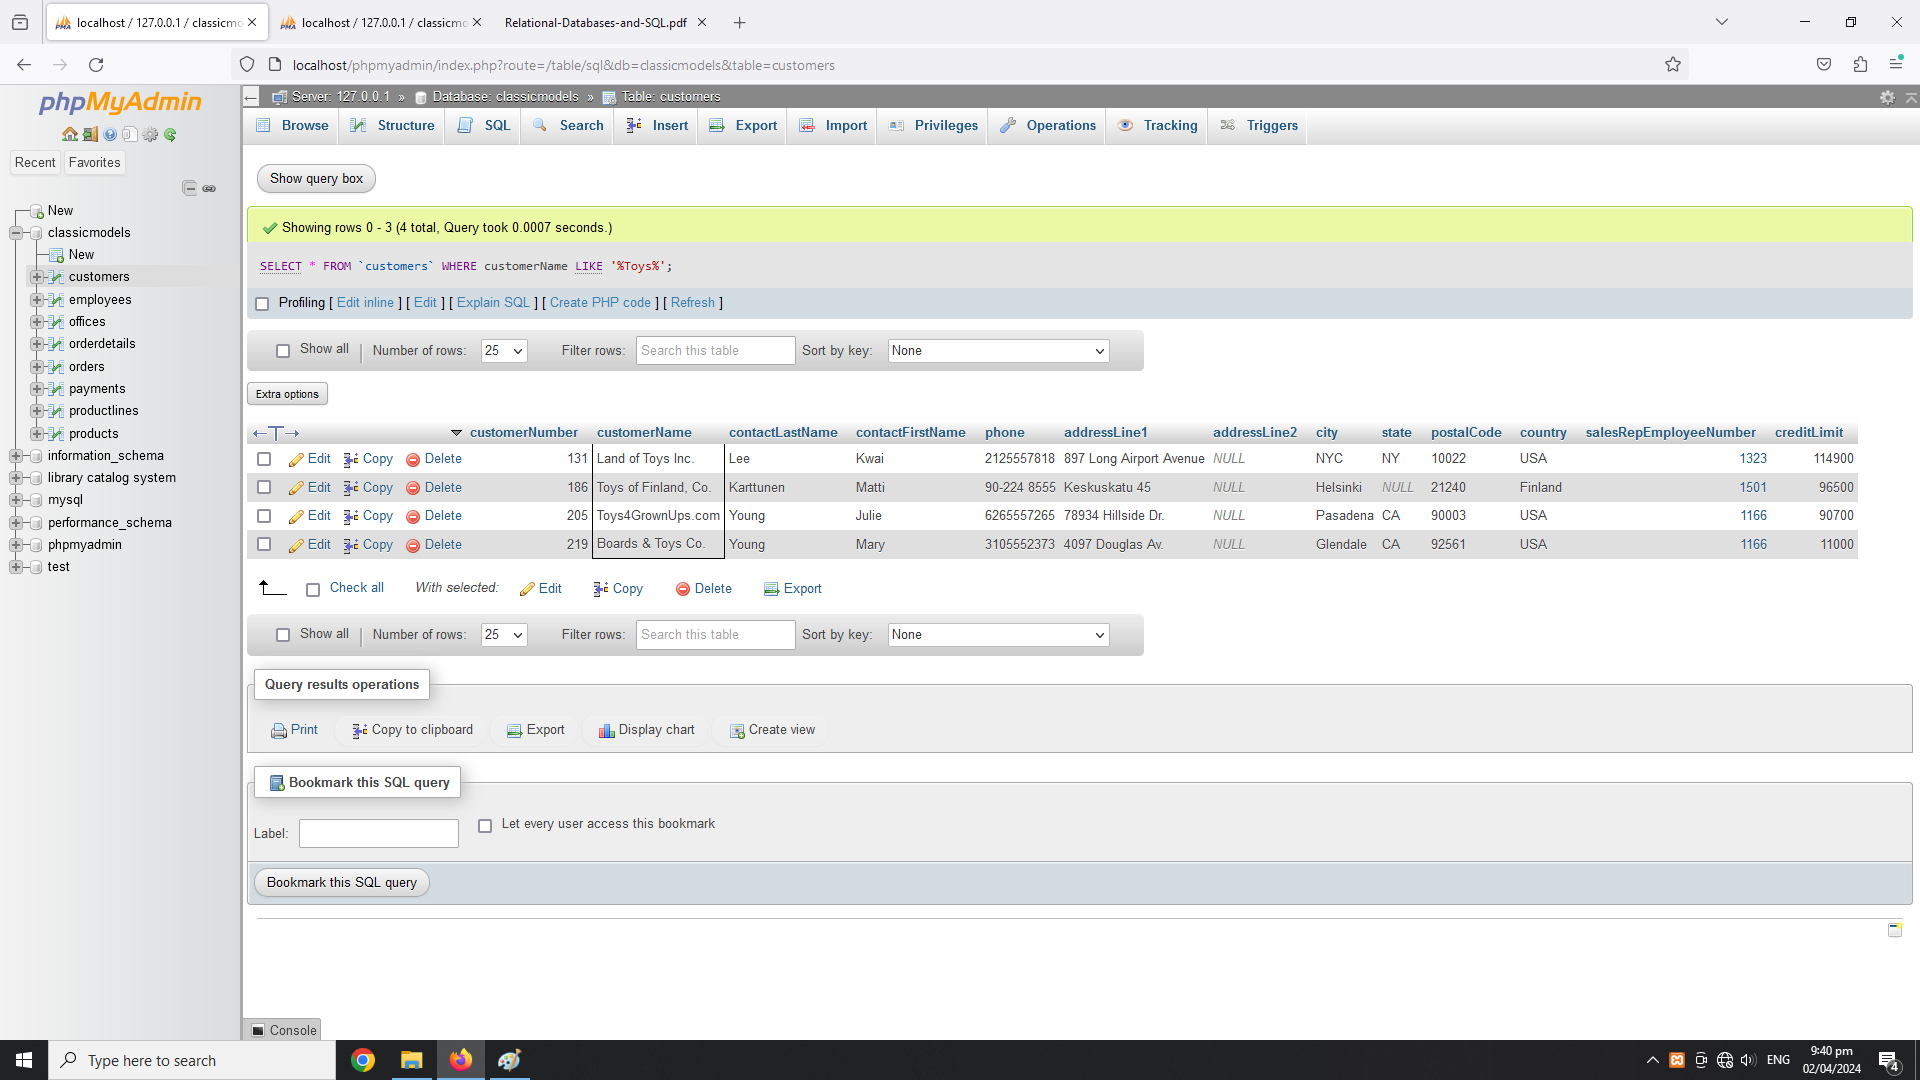 localhost / 127.0.0.1 / classicmo
localhost / 127.0.0.1 / classicmo
Relational-Databases-and-SQL.pdf
localhost/phpmyadmin/index.php?route=/table/sql&db=classicmodels&table=customers
phpMyAdmin
Recent Favorites
New
classicmodels
New
customers
employees
offices
orderdetails
orders
payments
productlines
products
information_schema
library catalog system
mysql
performance_schema
phpmyadmin
test
Server: 127.0.0.1 » Database: classicmodels » Table: customers
Browse Structure SQL Search Insert Export Import Privileges Operations Tracking Triggers
Show query box
Showing rows 0 - 3 (4 total, Query took 0.0007 seconds.)
SELECT * FROM `customers` WHERE customerName LIKE '%Toys%';
Profiling [ Edit inline ] [ Edit ] [ Explain SQL ] [ Create PHP code ] [ Refresh ]
Show all Number of rows: 25 Filter rows: Search this table Sort by key: None
Extra options
customerNumber customerName contactLastName contactFirstName phone addressLine1 addressLine2 city state postalCode country salesRepEmployeeNumber creditLimit
Edit Copy Delete 131 Land of Toys Inc. Lee Kwai 2125557818 897 Long Airport Avenue NULL NYC NY 10022 USA 1323 114900
Edit Copy Delete 186 Toys of Finland, Co. Karttunen Matti 90-224 8555 Keskuskatu 45 NULL Helsinki NULL 21240 Finland 1501 96500
Edit Copy Delete 205 Toys4GrownUps.com Young Julie 6265557265 78934 Hillside Dr. NULL Pasadena CA 90003 USA 1166 90700
Edit Copy Delete 219 Boards & Toys Co. Young Mary 3105552373 4097 Douglas Av. NULL Glendale CA 92561 USA 1166 11000
Check all With selected: Edit Copy Delete Export
Show all Number of rows: 25 Filter rows: Search this table Sort by key: None
Query results operations
Print Copy to clipboard Export Display chart Create view
Bookmark this SQL query
Label: Let every user access this bookmark
Bookmark this SQL query
Console
Type here to search
ENG
9:40 pm
02/04/2024
4